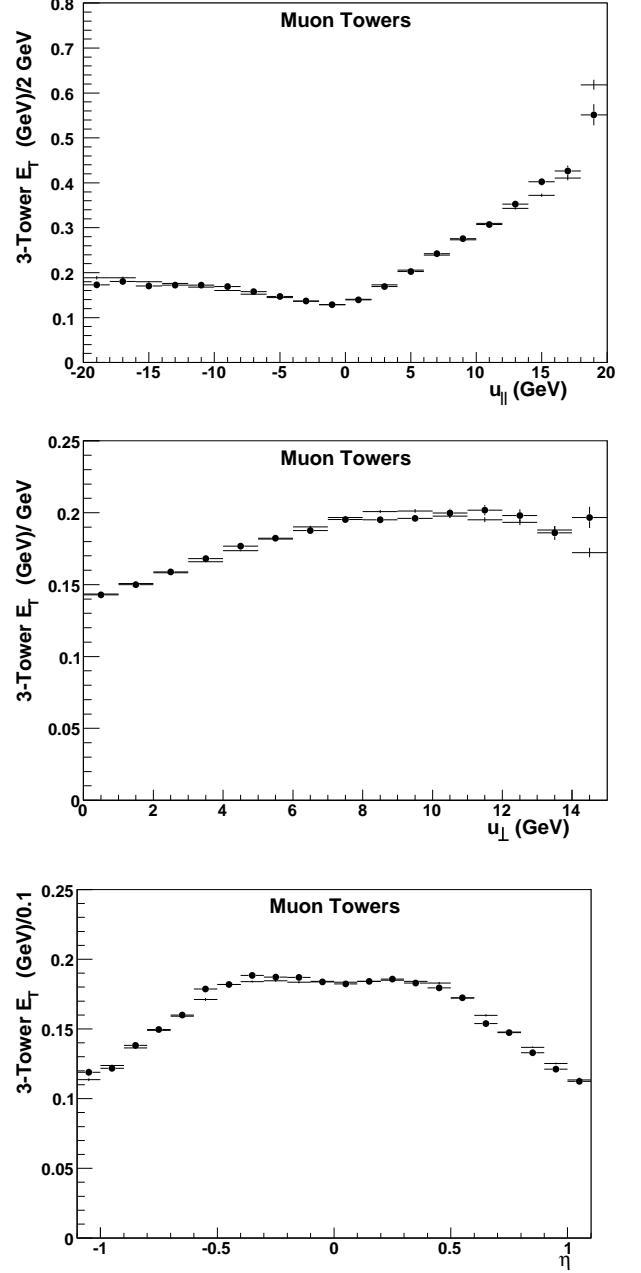 Muon Towers
3-Tower E_T (GeV)/2 GeV
0.8
0.7
0.6
0.5
0.4
0.3
0.2
0.1
0
-20 -15 -10 -5 0 5 10 15 20
u_|| (GeV)
Muon Towers
3-Tower E_T (GeV)/ GeV
0.25
0.2
0.15
0.1
0.05
0
0 2 4 6 8 10 12 14
u_⊥ (GeV)
Muon Towers
3-Tower E_T (GeV)/0.1
0.25
0.2
0.15
0.1
0.05
0
-1 -0.5 0 0.5 1
η